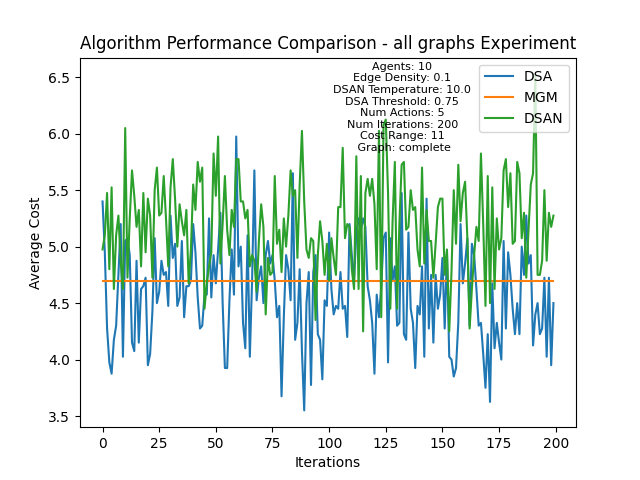 Algorithm Performance Comparison - all graphs Experiment
Agents: 10
Edge Density: 0.1
DSAN Temperature: 10.0
DSA Threshold: 0.75
Num Actions: 5
Num Iterations: 200
Cost Range: 11
Graph: complete
DSA
MGM
DSAN
6.5
6.0
5.5
5.0
4.5
4.0
3.5
Average Cost
0 25 50 75 100 125 150 175 200
Iterations